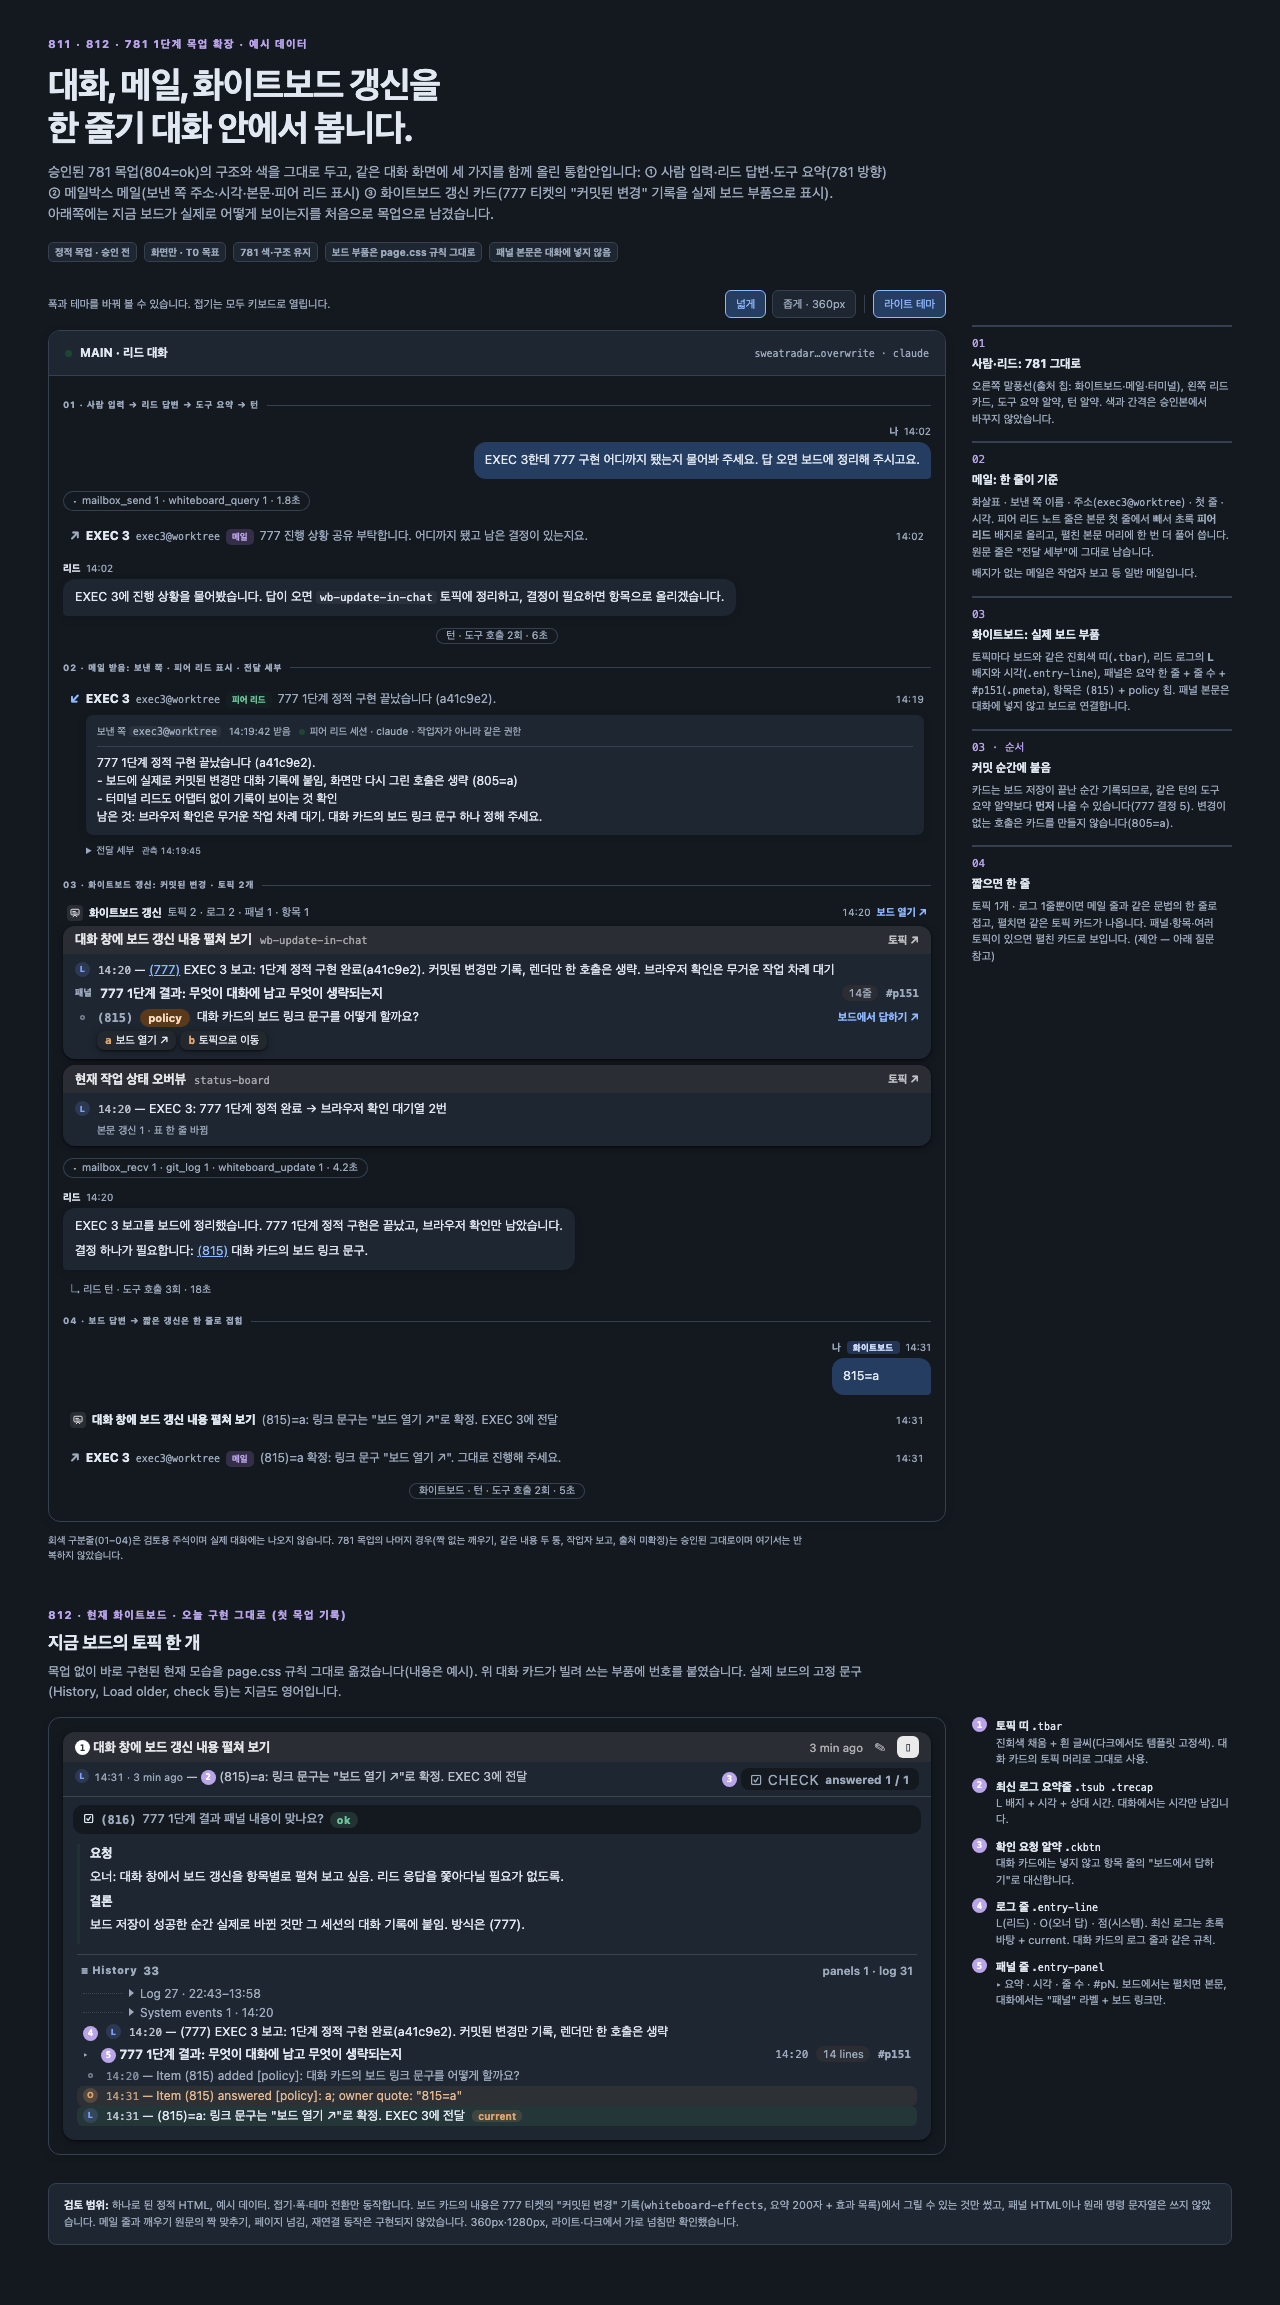 811 · 812 · 781 1단계 목업 확장 · 예시 데이터
대화, 메일, 화이트보드 갱신을
한 줄기 대화 안에서 봅니다.
승인된 781 목업(804=ok)의 구조와 색을 그대로 두고, 같은 대화 화면에 세 가지를 함께 올린 통합안입니다: ① 사람 입력·리드 답변·도구 요약(781 방향)
② 메일박스 메일(보낸 쪽 주소·시각·본문·피어 리드 표시) ③ 화이트보드 갱신 카드(777 티켓의 "커밋된 변경" 기록을 실제 보드 부품으로 표시).
아래쪽에는 지금 보드가 실제로 어떻게 보이는지를 처음으로 목업으로 남겼습니다.
정적 목업 · 승인 전
화면만 · T0 목표
781 색·구조 유지
보드 부품은 page.css 규칙 그대로
패널 본문은 대화에 넣지 않음
폭과 테마를 바꿔 볼 수 있습니다. 접기는 모두 키보드로 열립니다.
넓게
좁게 · 360px
라이트 테마
MAIN · 리드 대화
sweatradar…overwrite · claude
01 · 사람 입력 → 리드 답변 → 도구 요약 → 턴
나 14:02
EXEC 3한테 777 구현 어디까지 됐는지 물어봐 주세요. 답 오면 보드에 정리해 주시고요.
· mailbox_send 1 · whiteboard_query 1 · 1.8초
↗ EXEC 3 exec3@worktree 메일 777 진행 상황 공유 부탁합니다. 어디까지 됐고 남은 결정이 있는지요. 14:02
리드 14:02
EXEC 3에 진행 상황을 물어봤습니다. 답이 오면 wb-update-in-chat 토픽에 정리하고, 결정이 필요하면 항목으로 올리겠습니다.
턴 · 도구 호출 2회 · 6초
02 · 메일 받음: 보낸 쪽 · 피어 리드 표시 · 전달 세부
↙ EXEC 3 exec3@worktree 피어 리드 777 1단계 정적 구현 끝났습니다 (a41c9e2). 14:19
보낸 쪽 exec3@worktree 14:19:42 받음 피어 리드 세션 · claude · 작업자가 아니라 같은 권한
777 1단계 정적 구현 끝났습니다 (a41c9e2).
- 보드에 실제로 커밋된 변경만 대화 기록에 붙임, 화면만 다시 그린 호출은 생략 (805=a)
- 터미널 리드도 어댑터 없이 기록이 보이는 것 확인
남은 것: 브라우저 확인은 무거운 작업 차례 대기. 대화 카드의 보드 링크 문구 하나 정해 주세요.
▶ 전달 세부 관측 14:19:45
03 · 화이트보드 갱신: 커밋된 변경 · 토픽 2개
화이트보드 갱신 토픽 2 · 로그 2 · 패널 1 · 항목 1 14:20 보드 열기 ↗
대화 창에 보드 갱신 내용 펼쳐 보기 wb-update-in-chat 토픽 ↗
L 14:20 — (777) EXEC 3 보고: 1단계 정적 구현 완료(a41c9e2). 커밋된 변경만 기록, 렌더만 한 호출은 생략. 브라우저 확인은 무거운 작업 차례 대기
패널 777 1단계 결과: 무엇이 대화에 남고 무엇이 생략되는지 14줄 #p151
(815) policy 대화 카드의 보드 링크 문구를 어떻게 할까요? 보드에서 답하기 ↗
a 보드 열기 ↗ b 토픽으로 이동
현재 작업 상태 오버뷰 status-board 토픽 ↗
L 14:20 — EXEC 3: 777 1단계 정적 완료 → 브라우저 확인 대기열 2번
본문 갱신 1 · 표 한 줄 바뀜
· mailbox_recv 1 · git_log 1 · whiteboard_update 1 · 4.2초
리드 14:20
EXEC 3 보고를 보드에 정리했습니다. 777 1단계 정적 구현은 끝났고, 브라우저 확인만 남았습니다.
결정 하나가 필요합니다: (815) 대화 카드의 보드 링크 문구.
리드 턴 · 도구 호출 3회 · 18초
04 · 보드 답변 → 짧은 갱신은 한 줄로 접힘
나 화이트보드 14:31
815=a
대화 창에 보드 갱신 내용 펼쳐 보기 (815)=a: 링크 문구는 "보드 열기 ↗"로 확정. EXEC 3에 전달 14:31
↗ EXEC 3 exec3@worktree 메일 (815)=a 확정: 링크 문구 "보드 열기 ↗". 그대로 진행해 주세요. 14:31
화이트보드 · 턴 · 도구 호출 2회 · 5초
회색 구분줄(01–04)은 검토용 주석이며 실제 대화에는 나오지 않습니다. 781 목업의 나머지 경우(짝 없는 깨우기, 같은 내용 두 통, 작업자 보고, 출처 미확정)는 승인된 그대로이며 여기서는 반
복하지 않았습니다.
01
사람·리드: 781 그대로
오른쪽 말풍선(출처 칩: 화이트보드·메일·터미널), 왼쪽 리드
카드, 도구 요약 알약, 턴 알약. 색과 간격은 승인본에서
바꾸지 않았습니다.
02
메일: 한 줄이 기준
화살표 · 보낸 쪽 이름 · 주소(exec3@worktree) · 첫 줄 ·
시각. 피어 리드 노트 줄은 본문 첫 줄에서 빼서 초록 피어
리드 배지로 올리고, 펼친 본문 머리에 한 번 더 풀어 씁니다.
원문 줄은 "전달 세부"에 그대로 남습니다.
배지가 없는 메일은 작업자 보고 등 일반 메일입니다.
03
화이트보드: 실제 보드 부품
토픽마다 보드와 같은 진회색 띠(.tbar), 리드 로그의 L
배지와 시각(.entry-line), 패널은 요약 한 줄 + 줄 수 +
#p151(.pmeta), 항목은 (815) + policy 칩. 패널 본문은
대화에 넣지 않고 보드로 연결합니다.
03 · 순서
커밋 순간에 붙음
카드는 보드 저장이 끝난 순간 기록되므로, 같은 턴의 도구
요약 알약보다 먼저 나올 수 있습니다(777 결정 5). 변경이
없는 호출은 카드를 만들지 않습니다(805=a).
04
짧으면 한 줄
토픽 1개 · 로그 1줄뿐이면 메일 줄과 같은 문법의 한 줄로
접고, 펼치면 같은 토픽 카드가 나옵니다. 패널·항목·여러
토픽이 있으면 펼친 카드로 보입니다. (제안 — 아래 질문
참고)
812 · 현재 화이트보드 · 오늘 구현 그대로 (첫 목업 기록)
지금 보드의 토픽 한 개
목업 없이 바로 구현된 현재 모습을 page.css 규칙 그대로 옮겼습니다(내용은 예시). 위 대화 카드가 빌려 쓰는 부품에 번호를 붙였습니다. 실제 보드의 고정 문구
(History, Load older, check 등)는 지금도 영어입니다.
1 대화 창에 보드 갱신 내용 펼쳐 보기 3 min ago ✎
L 14:31 · 3 min ago — 2 (815)=a: 링크 문구는 "보드 열기 ↗"로 확정. EXEC 3에 전달 3 ☑ CHECK answered 1 / 1
☑ (816) 777 1단계 결과 패널 내용이 맞나요? ok
요청
오너: 대화 창에서 보드 갱신을 항목별로 펼쳐 보고 싶음. 리드 응답을 쫓아다닐 필요가 없도록.
결론
보드 저장이 성공한 순간 실제로 바뀐 것만 그 세션의 대화 기록에 붙임. 방식은 (777).
≡ History 33 panels 1 · log 31
▶ Log 27 · 22:43–13:58
▶ System events 1 · 14:20
4 L 14:20 — (777) EXEC 3 보고: 1단계 정적 구현 완료(a41c9e2). 커밋된 변경만 기록, 렌더만 한 호출은 생략
▸ 5 777 1단계 결과: 무엇이 대화에 남고 무엇이 생략되는지 14:20 14 lines #p151
14:20 — Item (815) added [policy]: 대화 카드의 보드 링크 문구를 어떻게 할까요?
O 14:31 — Item (815) answered [policy]: a; owner quote: "815=a"
L 14:31 — (815)=a: 링크 문구는 "보드 열기 ↗"로 확정. EXEC 3에 전달 current
1 토픽 띠 .tbar
진회색 채움 + 흰 글씨(다크에서도 템플릿 고정색). 대
화 카드의 토픽 머리로 그대로 사용.
2 최신 로그 요약줄 .tsub .trecap
L 배지 + 시각 + 상대 시간. 대화에서는 시각만 남깁니
다.
3 확인 요청 알약 .ckbtn
대화 카드에는 넣지 않고 항목 줄의 "보드에서 답하
기"로 대신합니다.
4 로그 줄 .entry-line
L(리드) · O(오너 답) · 점(시스템). 최신 로그는 초록
바탕 + current. 대화 카드의 로그 줄과 같은 규칙.
5 패널 줄 .entry-panel
▸ 요약 · 시각 · 줄 수 · #pN. 보드에서는 펼치면 본문,
대화에서는 "패널" 라벨 + 보드 링크만.
검토 범위: 하나로 된 정적 HTML, 예시 데이터. 접기·폭·테마 전환만 동작합니다. 보드 카드의 내용은 777 티켓의 "커밋된 변경" 기록(whiteboard-effects, 요약 200자 + 효과 목록)에서 그릴 수 있는 것만 썼고, 패널 HTML이나 원래 명령 문자열은 쓰지 않았
습니다. 메일 줄과 깨우기 원문의 짝 맞추기, 페이지 넘김, 재연결 동작은 구현되지 않았습니다. 360px·1280px, 라이트·다크에서 가로 넘침만 확인했습니다.